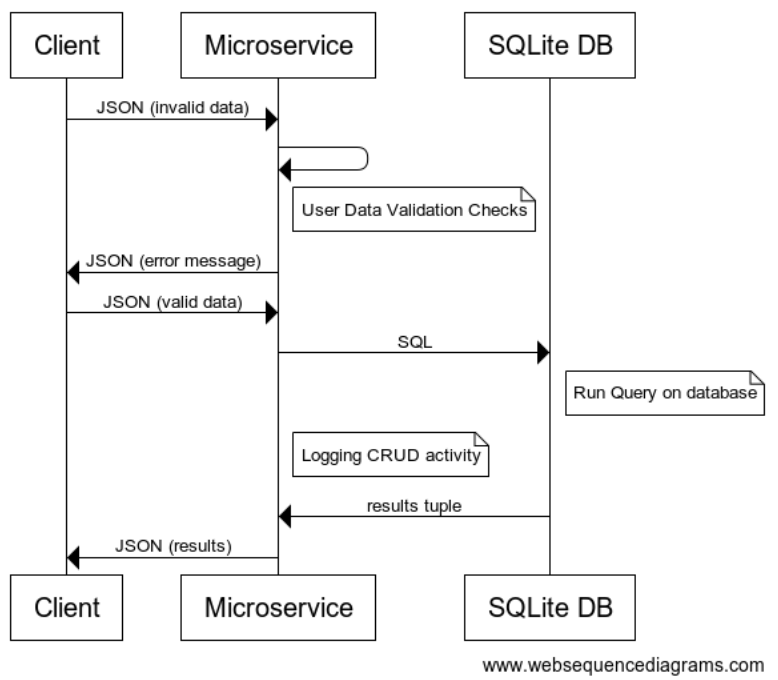 Client
Microservice
SQLite DB
JSON (invalid data)
User Data Validation Checks
JSON (error message)
JSON (valid data)
SQL
Run Query on database
Logging CRUD activity
results tuple
JSON (results)
Client
Microservice
SQLite DB
www.websequencediagrams.com